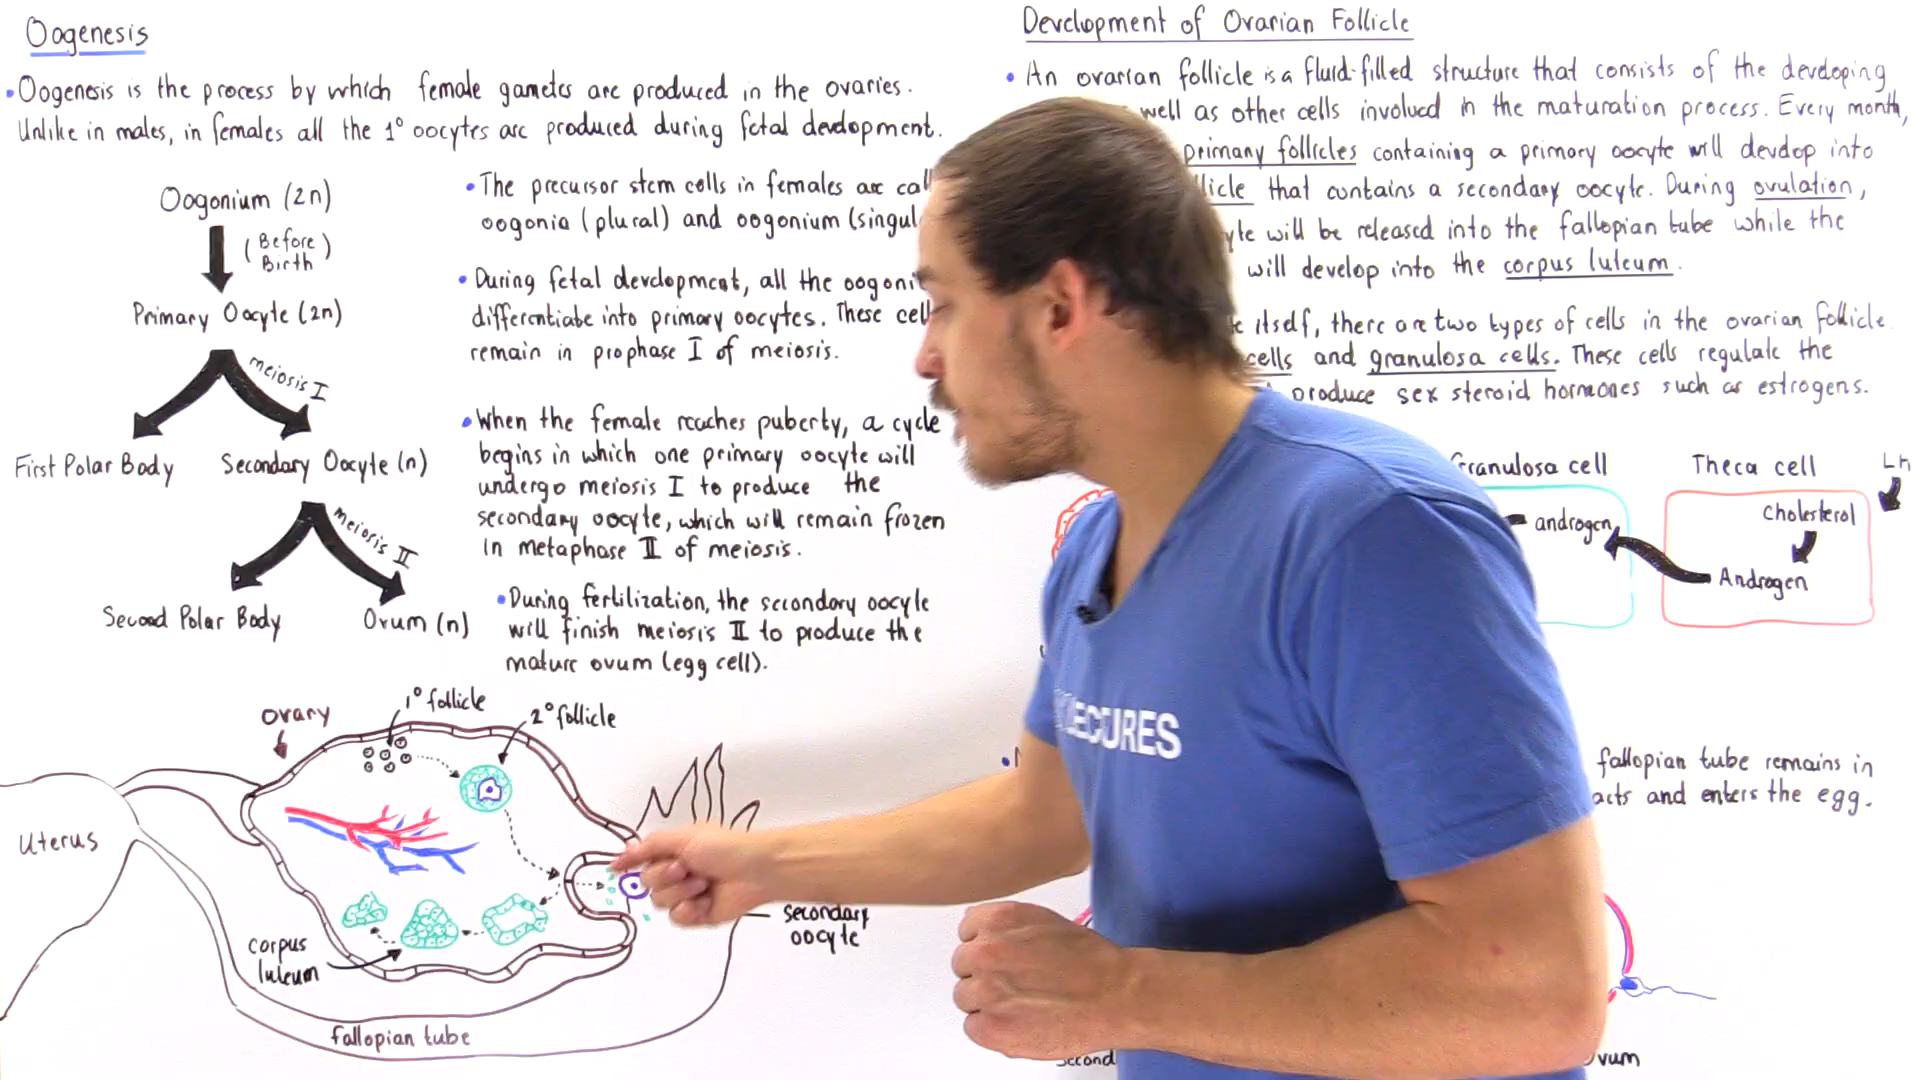 Oogenesis
•Oogenesis is the process by which female gametes are produced in the ovaries.
Unlike in males, in females all the 1° oocytes are produced during fetal development.
Oogonium (2n)
(Before
Birth)
Primary Oocyte (2n)
meiosis I
First Polar Body
Secondary Oocyte (n)
meiosis II
Second Polar Body
Ovum (n)
•The precursor stem cells in females are
oogonia (plural) and oogonium
•During fetal development, all the
differentiate into primary oocytes. These
remain in prophase I of meiosis.
•When the female reaches puberty, a cycle
begins in which one primary oocyte will
undergo meiosis I to produce the
secondary oocyte, which will remain frozen
in metaphase II of meiosis.
•During fertilization, the secondary oocyte
will finish meiosis II to produce the
mature ovum (egg cell).
ovary
1° follicle
2° follicle
uterus
corpus
luteum
secondary
oocyte
fallopian tube
Development of Ovarian Follicle
• An ovarian follicle is a fluid-filled structure that consists of the developing
well as other cells involved in the maturation process. Every month,
primary follicles containing a primary oocyte will develop into
that contains a secondary oocyte. During ovulation,
will be released into the fallopian tube while the
will develop into the corpus luteum.
itself, there are two types of cells in the ovarian follicle.
cells and granulosa cells. These cells regulate the
produce sex steroid hormones such as estrogens.
Granulosa cell
Theca cell
LH
androgen
cholesterol
Androgen
fallopian tube remains in
and enters the egg.
LECTURES